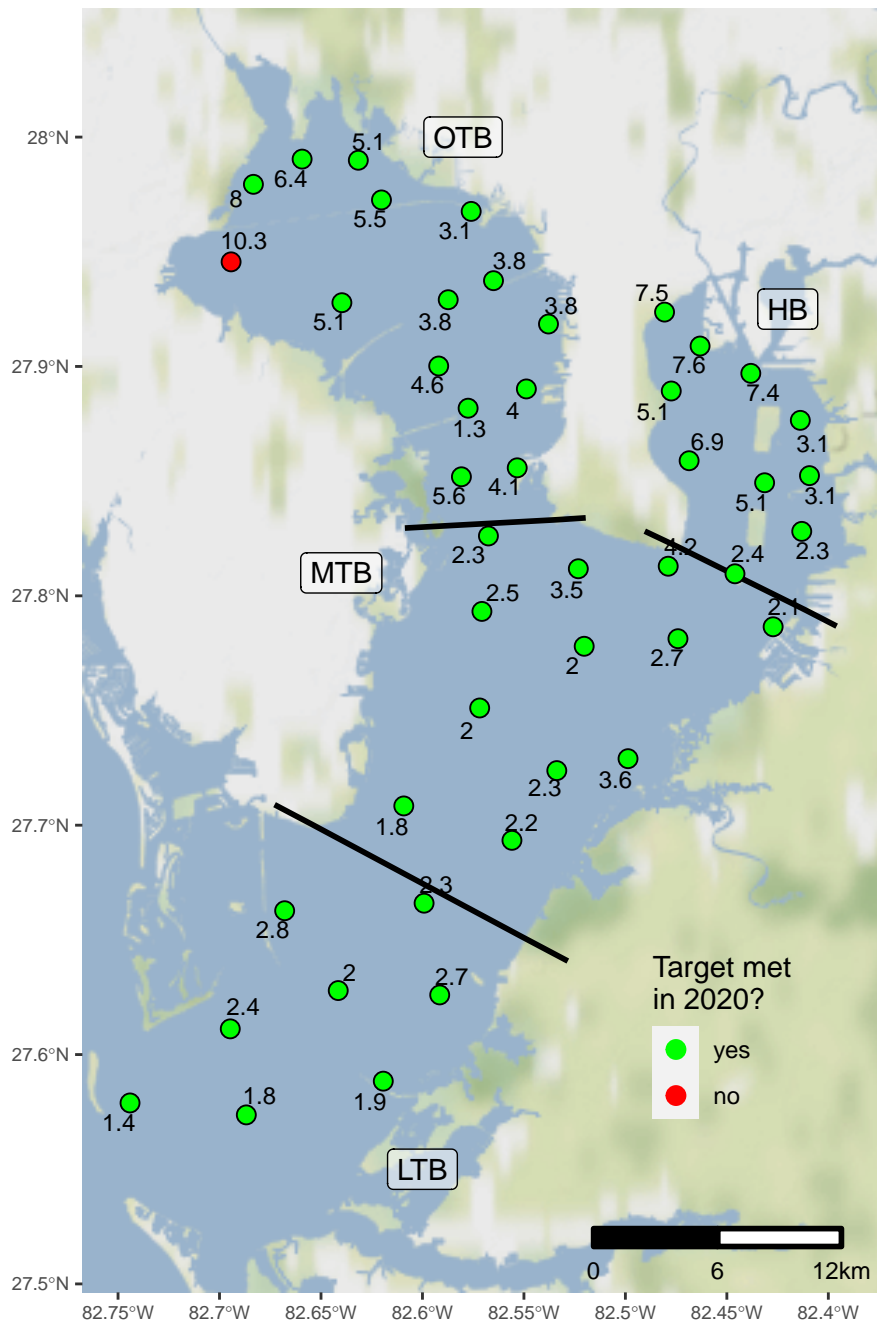 28°N
27.9°N
27.8°N
27.7°N
27.6°N
27.5°N
OTB
5.1
6.4
8
5.5
3.1
10.3
3.8
3.8
5.1
3.8
7.5
HB
7.6
7.4
4.6
4
5.1
1.3
3.1
6.9
5.6
4.1
5.1
3.1
2.3
2.3
MTB
3.5
4.2
2.4
2.5
2.1
2
2.7
2
2.3
3.6
1.8
2.2
2.3
2.8
2
2.7
2.4
1.4
1.8
1.9
LTB
Target met
in 2020?
yes
no
0 6 12km
82.75°W 82.7°W 82.65°W 82.6°W 82.55°W 82.5°W 82.45°W 82.4°W